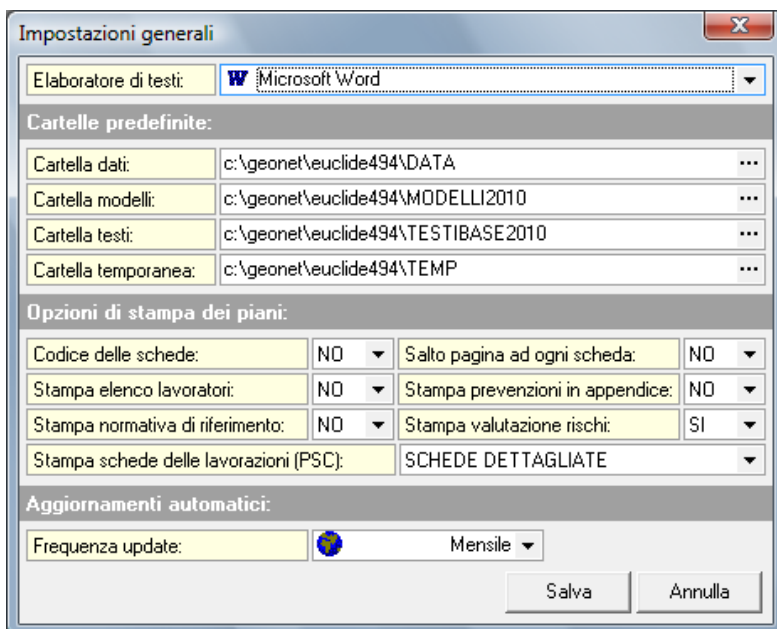 Impostazioni generali
Elaboratore di testi: W Microsoft Word
Cartelle predefinite:
Cartella dati: c:\geonet\euclide494\DATA ...
Cartella modelli: c:\geonet\euclide494\MODELLI2010 ...
Cartella testi: c:\geonet\euclide494\TESTIBASE2010 ...
Cartella temporanea: c:\geonet\euclide494\TEMP ...
Opzioni di stampa dei piani:
Codice delle schede: NO Salto pagina ad ogni scheda: NO
Stampa elenco lavoratori: NO Stampa prevenzioni in appendice: NO
Stampa normativa di riferimento: NO Stampa valutazione rischi: SI
Stampa schede delle lavorazioni (PSC): SCHEDE DETTAGLIATE
Aggiornamenti automatici:
Frequenza update: Mensile
Salva Annulla